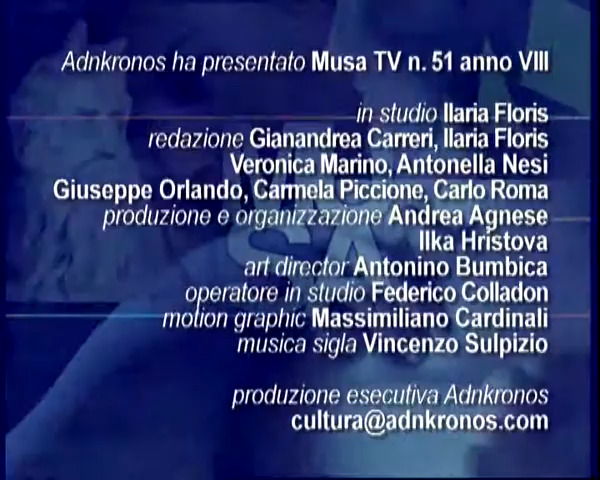 Adnkronos ha presentato Musa TV n. 51 anno VIII
in studio Ilaria Floris
redazione Gianandrea Carreri, Ilaria Floris
Veronica Marino, Antonella Nesi
Giuseppe Orlando, Carmela Piccione, Carlo Roma
produzione e organizzazione Andrea Agnese
Ilka Hristova
art director Antonino Bumbica
operatore in studio Federico Colladon
motion graphic Massimiliano Cardinali
musica sigla Vincenzo Sulpizio
produzione esecutiva Adnkronos
cultura@adnkronos.com